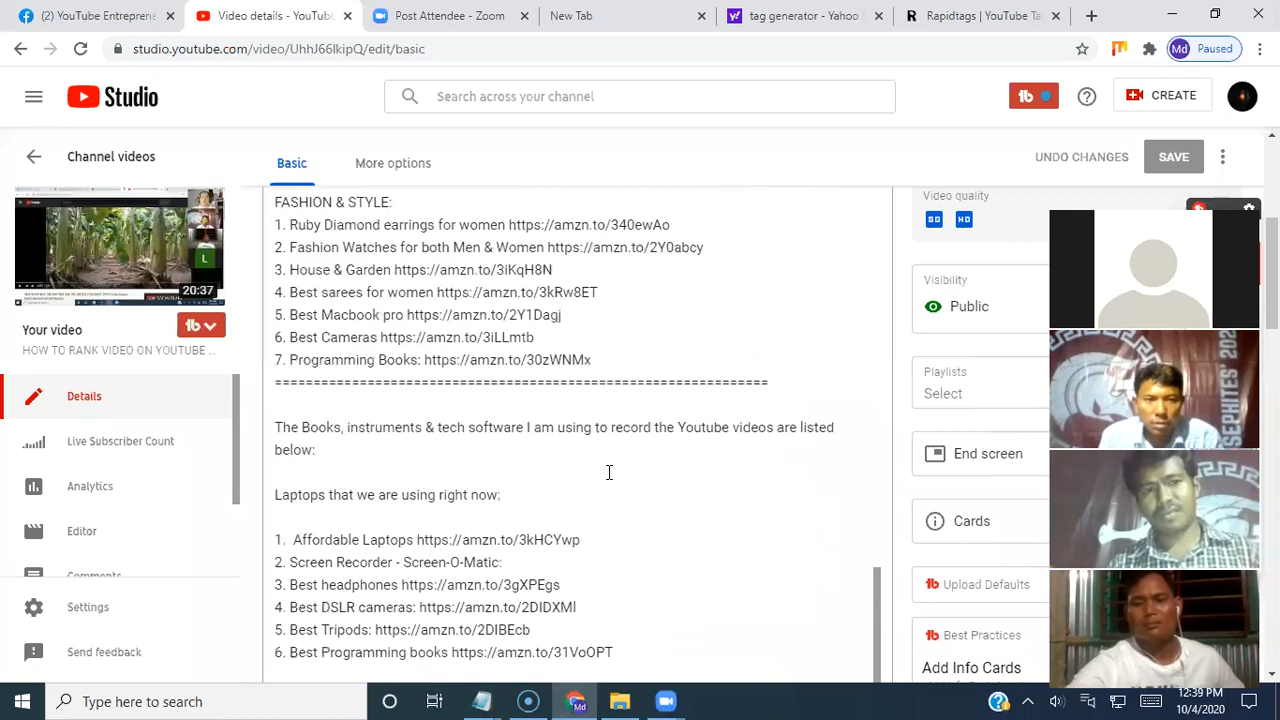 Channel Entreprene
Video details - YouTube
Post Attendee - Zoom
New Tab
tag generator - Yahoo
Rapidtags | YouTube Ta
studio.youtube.com/video/UhhJ66lkipQ/edit/basic
Md
Paused
Studio
Search across your channel
CREATE
Channel videos
Basic
More options
UNDO CHANGES
SAVE
L
20:37
Your video
HOW TO RANK VIDEO ON YOUTUBE ...
Details
Live Subscriber Count
Analytics
Editor
Comments
Settings
Send feedback
FASHION & STYLE:
1. Ruby Diamond earrings for women https://amzn.to/340ewAo
2. Fashion Watches for both Men & Women https://amzn.to/2Y0abcy
3. House & Garden https://amzn.to/3iKqH8N
4. Best sarees for women https://amzn.to/3kRw8ET
5. Best Macbook pro https://amzn.to/2Y1Dagj
6. Best Cameras https://amzn.to/3iLLmtb
7. Programming Books: https://amzn.to/30zWNMx
================================================================
The Books, instruments & tech software I am using to record the Youtube videos are listed
below:
Laptops that we are using right now:
1. Affordable Laptops https://amzn.to/3kHCYwp
2. Screen Recorder - Screen-O-Matic:
3. Best headphones https://amzn.to/3gXPEgs
4. Best DSLR cameras: https://amzn.to/2DIDXMl
5. Best Tripods: https://amzn.to/2DIBEcb
6. Best Programming books https://amzn.to/31VoOPT
Video quality
SD
HD
Visibility
Public
Playlists
Select
End screen
Cards
Upload Defaults
Best Practices
Add Info Cards
SEPHITES' 202
Type here to search
12:39 PM
10/4/2020